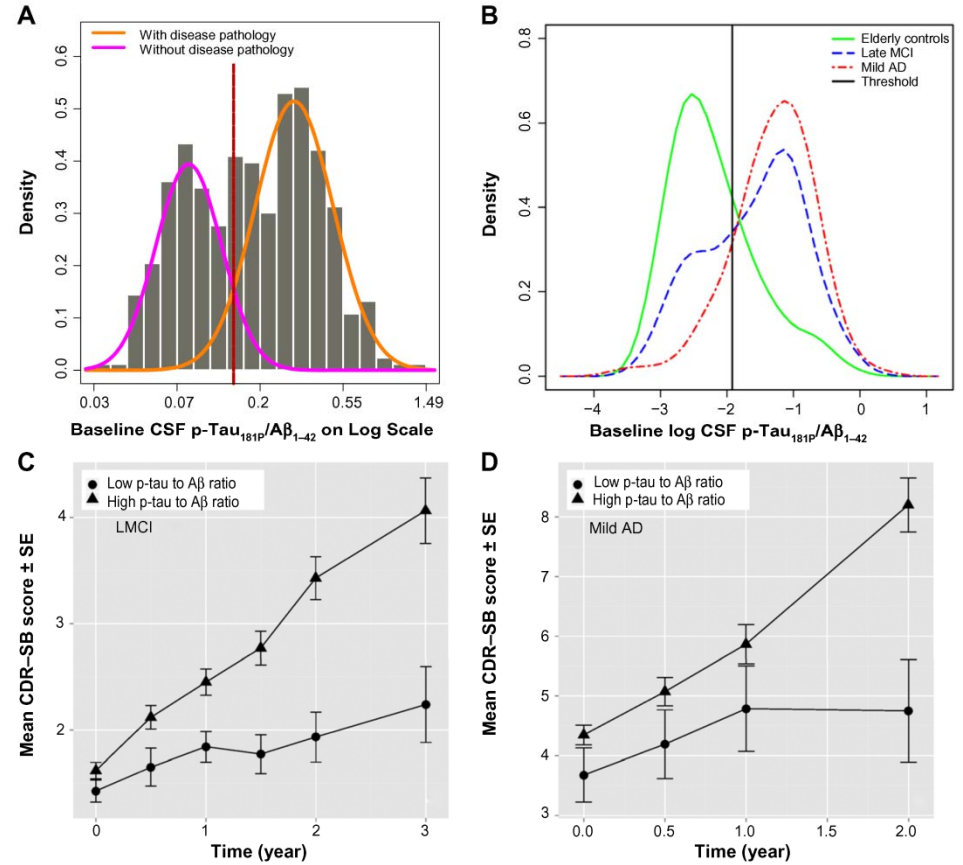 A
With disease pathology
Without disease pathology
0.6
0.5
0.4
0.3
0.2
0.1
0.0
Density
0.03 0.07 0.2 0.55 1.49
Baseline CSF p-Tau181P/Aβ1–42 on Log Scale
B
Elderly controls
Late MCI
Mild AD
Threshold
0.8
0.6
0.4
0.2
0.0
Density
−4 −3 −2 −1 0 1
Baseline log CSF p-Tau181P/Aβ1–42
C
Low p-tau to Aβ ratio
High p-tau to Aβ ratio
LMCI
4
3
2
Mean CDR–SB score ± SE
0 1 2 3
Time (year)
D
Low p-tau to Aβ ratio
High p-tau to Aβ ratio
Mild AD
8
7
6
5
4
3
Mean CDR–SB score ± SE
0.0 0.5 1.0 1.5 2.0
Time (year)